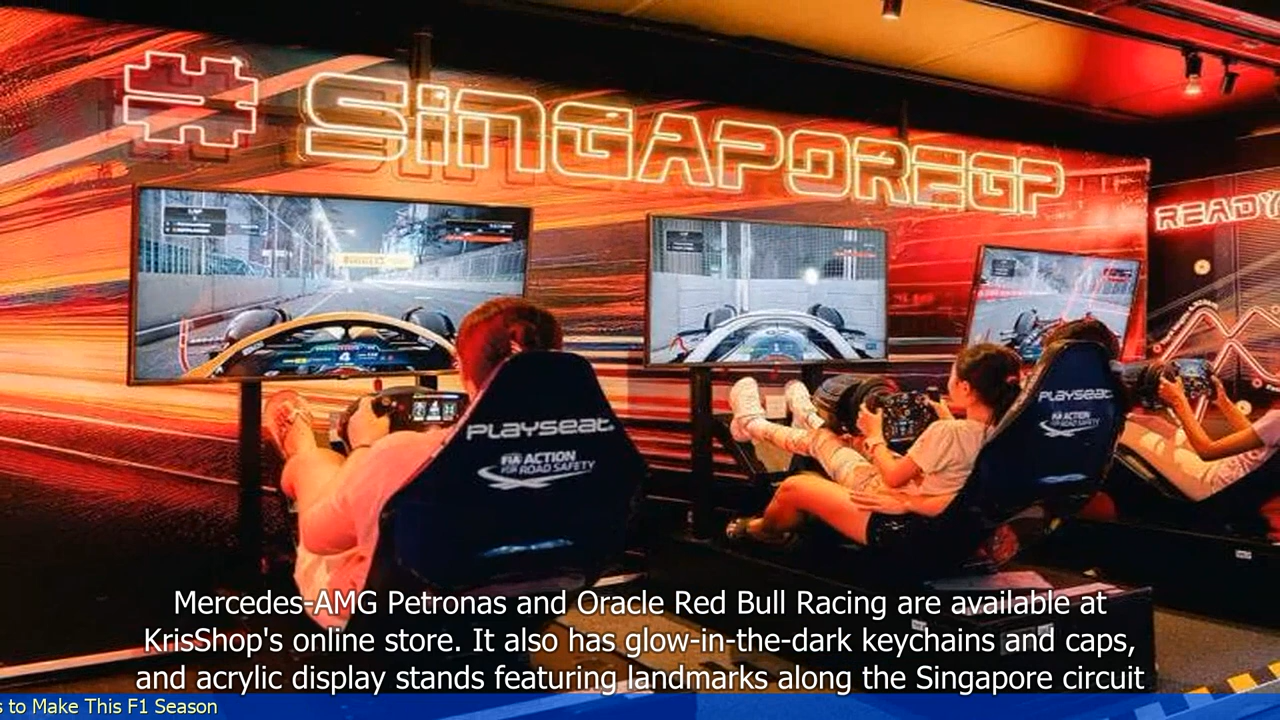 #SINGAPOREGP
READY
PLAYSEAT
FIA ACTION
FOR ROAD SAFETY
PLAYSEAT
FIA ACTION
FOR ROAD SAFETY
4
Mercedes-AMG Petronas and Oracle Red Bull Racing are available at
KrisShop's online store. It also has glow-in-the-dark keychains and caps,
and acrylic display stands featuring landmarks along the Singapore circuit
s to Make This F1 Season